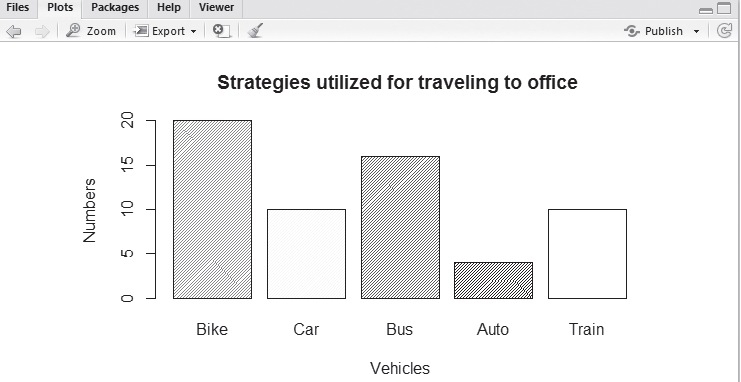 Files Plots Packages Help Viewer
Zoom Export Publish
Strategies utilized for traveling to office
20
15
10
5
0
Numbers
Bike Car Bus Auto Train
Vehicles